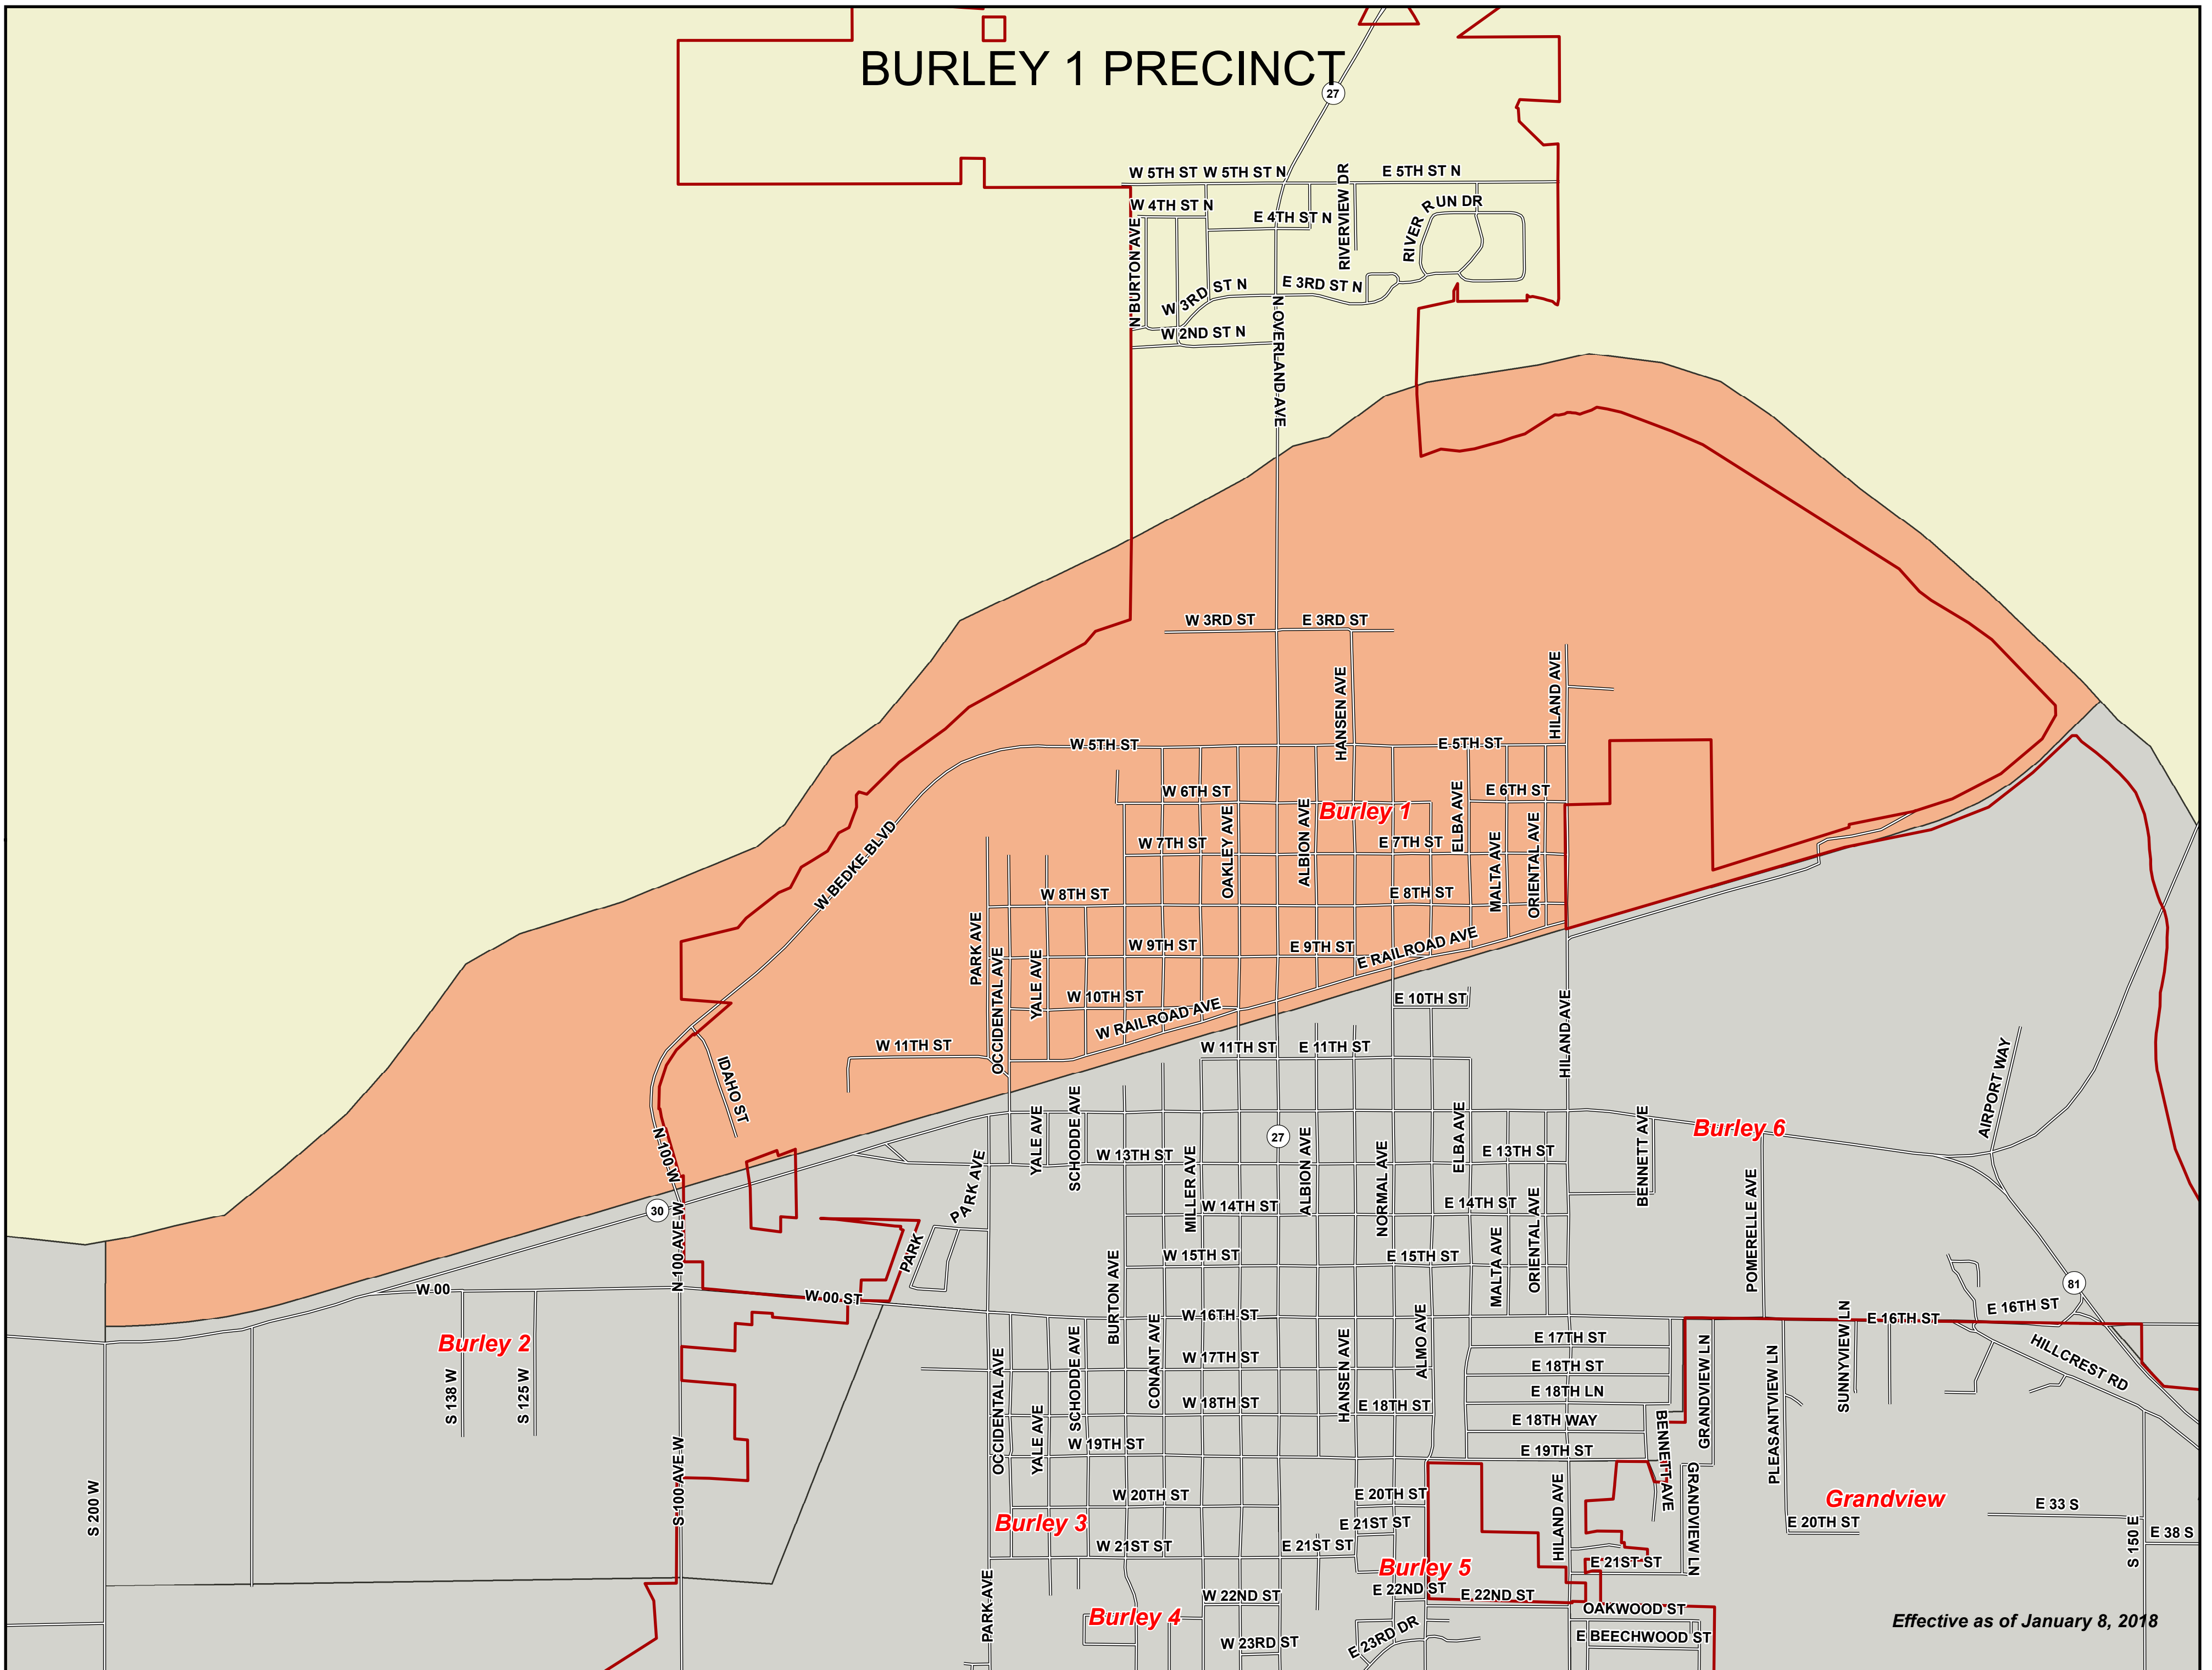 BURLEY 1 PRECINCT
27
W 5TH ST
W 5TH ST N
E 5TH ST N
W 4TH ST N
E 4TH ST N
RIVERVIEW DR
RIVER RUN DR
N BURTON AVE
W 3RD ST N
E 3RD ST N
W 2ND ST N
N OVERLAND AVE
W 3RD ST
E 3RD ST
HANSEN AVE
HILAND AVE
W 5TH ST
E 5TH ST
W 6TH ST
E 6TH ST
Burley 1
OAKLEY AVE
ALBION AVE
ELBA AVE
MALTA AVE
ORIENTAL AVE
W 7TH ST
E 7TH ST
W BEDKE BLVD
W 8TH ST
E 8TH ST
PARK AVE
OCCIDENTAL AVE
YALE AVE
W 9TH ST
E 9TH ST
E RAILROAD AVE
W 10TH ST
E 10TH ST
W RAILROAD AVE
HILAND AVE
W 11TH ST
W 11TH ST
E 11TH ST
IDAHO ST
N 100 W
AIRPORT WAY
YALE AVE
SCHODDE AVE
27
ELBA AVE
BENNETT AVE
Burley 6
W 13TH ST
E 13TH ST
PARK AVE
MILLER AVE
ALBION AVE
NORMAL AVE
W 14TH ST
E 14TH ST
ORIENTAL AVE
POMERELLE AVE
30
N 100 AVE W
PARK
W 15TH ST
E 15TH ST
MALTA AVE
81
W 00
W 00 ST
BURTON AVE
W 16TH ST
E 16TH ST
E 16TH ST
Burley 2
CONANT AVE
ALMO AVE
E 17TH ST
SUNNYVIEW LN
HILLCREST RD
S 138 W
S 125 W
OCCIDENTAL AVE
SCHODDE AVE
W 17TH ST
HANSEN AVE
E 18TH ST
GRANDVIEW LN
PLEASANTVIEW LN
E 18TH LN
YALE AVE
W 18TH ST
E 18TH ST
E 18TH WAY
BENNETT AVE
W 19TH ST
E 19TH ST
S 200 W
S 100 AVE W
W 20TH ST
E 20TH ST
HILAND AVE
GRANDVIEW LN
Grandview
E 33 S
Burley 3
E 21ST ST
E 20TH ST
S 150 E
E 38 S
W 21ST ST
E 21ST ST
E 21ST ST
Burley 5
PARK AVE
W 22ND ST
E 22ND ST
E 22ND ST
Burley 4
OAKWOOD ST
Effective as of January 8, 2018
W 23RD ST
E 23RD DR
E BEECHWOOD ST